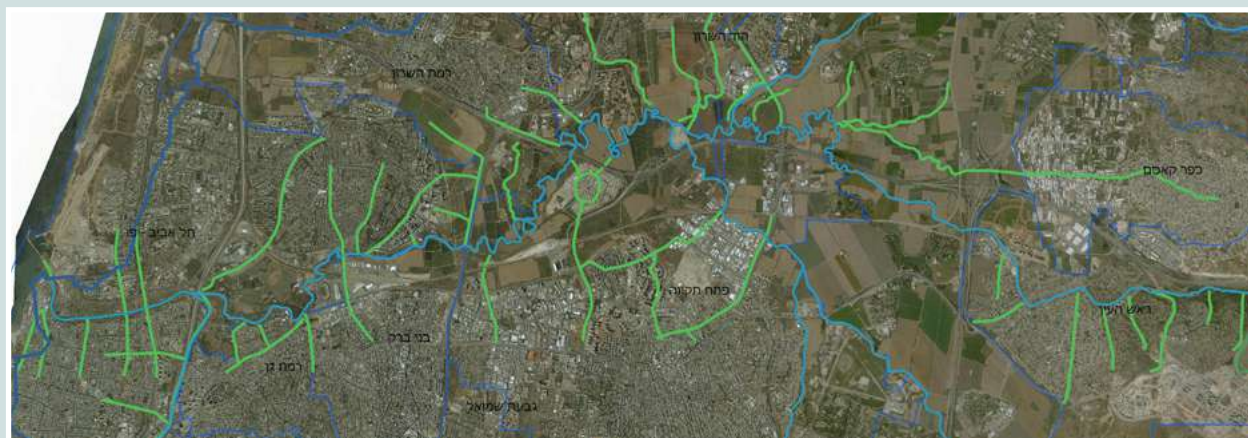 הוד השרון
רמת השרון
כפר קאסם
תל אביב - יפו
פתח תקווה
ראש העין
בני ברק
רמת גן
גבעת שמואל